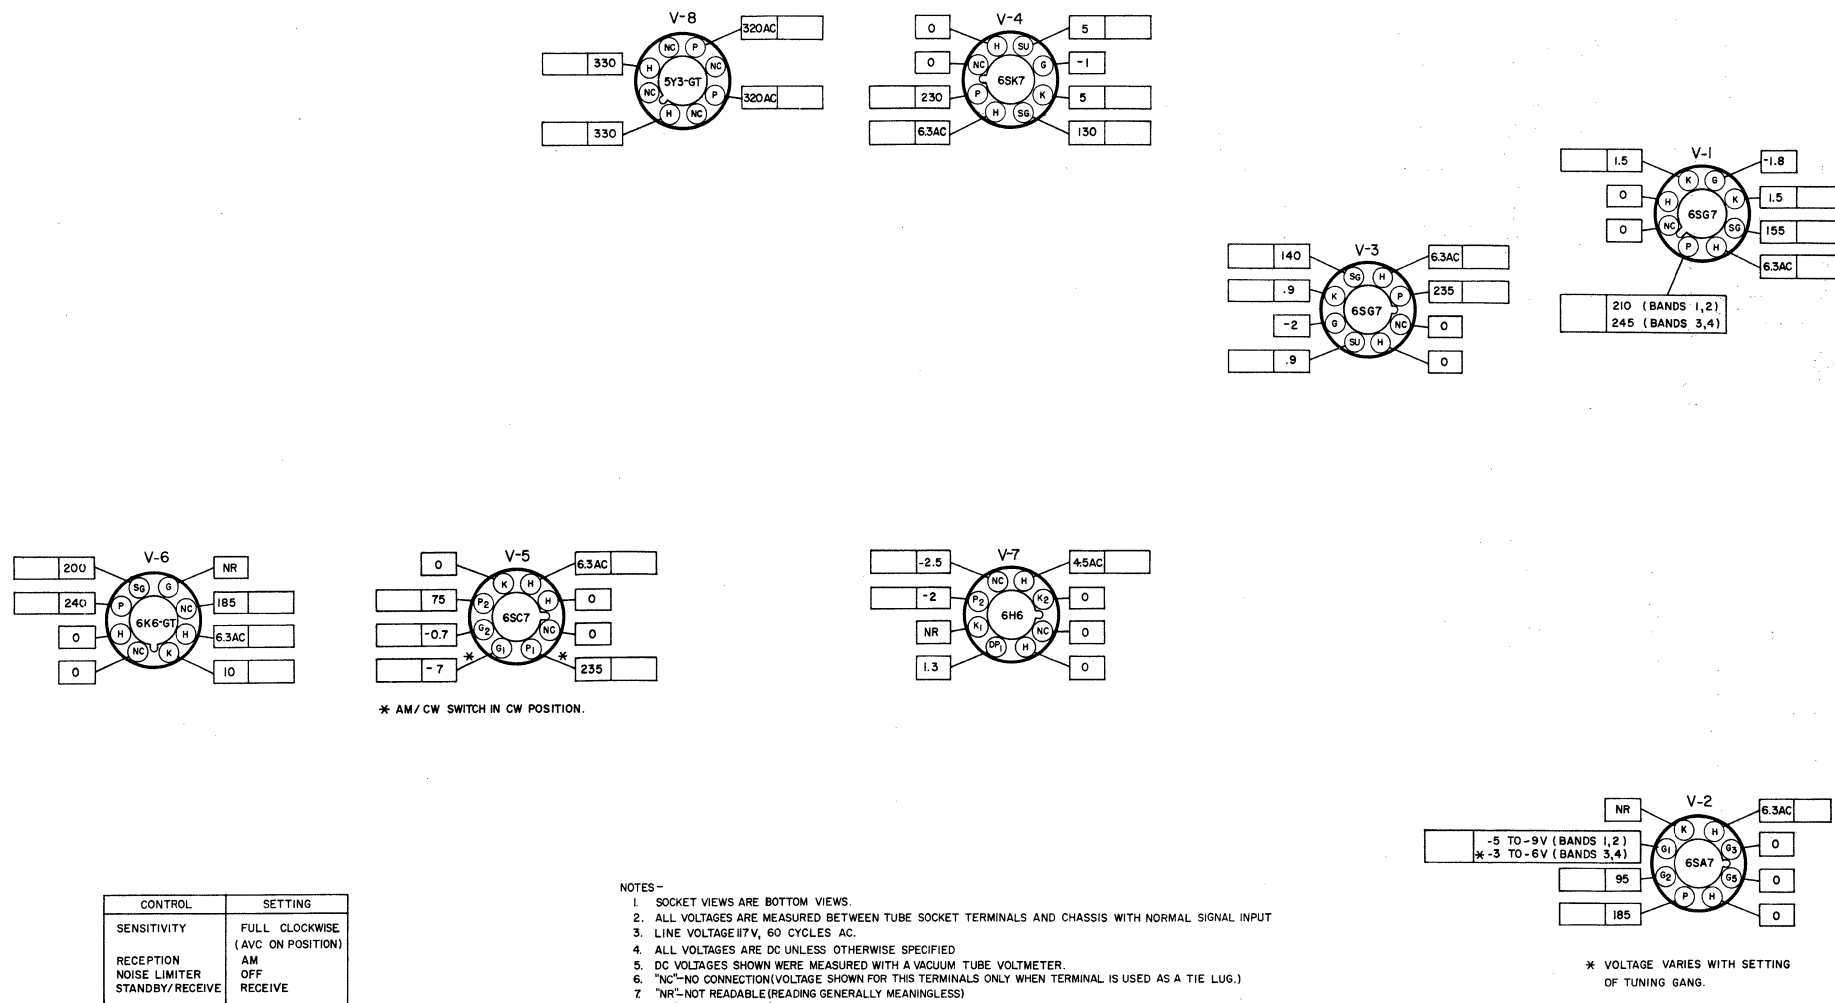 V-8
5Y3-GT
NC P
320AC
H NC
330
NC P
320AC
H NC
330
V-4
6SK7
0
H SU
5
0
NC G
-1
230
P K
5
6.3AC
H SG
130
V-1
6SG7
1.5
K G
-1.8
0
H K
1.5
0
NC SG
155
P H
6.3AC
210 (BANDS 1,2)
245 (BANDS 3,4)
V-3
6SG7
140
SG H
6.3AC
.9
K P
235
-2
G NC
0
.9
SU H
0
V-6
6K6-GT
200
SG G
NR
240
P NC
185
0
H H
6.3AC
0
NC K
10
V-5
6SC7
0
K H
6.3AC
75
P2 H
0
-0.7
G2 NC
0
-7
* G1 P1 *
235
* AM/CW SWITCH IN CW POSITION.
V-7
6H6
-2.5
NC H
4.5AC
-2
P2 K2
0
NR
K1 NC
0
1.3
DP1 H
0
V-2
6SA7
NR
K H
6.3AC
-5 TO-9V (BANDS 1,2)
*-3 TO-6V (BANDS 3,4)
G1 G3
0
95
G2 G5
0
185
P H
0
* VOLTAGE VARIES WITH SETTING
OF TUNING GANG.
CONTROL SETTING
SENSITIVITY FULL CLOCKWISE
(AVC ON POSITION)
RECEPTION AM
NOISE LIMITER OFF
STANDBY/RECEIVE RECEIVE
NOTES-
1. SOCKET VIEWS ARE BOTTOM VIEWS.
2. ALL VOLTAGES ARE MEASURED BETWEEN TUBE SOCKET TERMINALS AND CHASSIS WITH NORMAL SIGNAL INPUT
3. LINE VOLTAGE 117V, 60 CYCLES AC.
4. ALL VOLTAGES ARE DC UNLESS OTHERWISE SPECIFIED
5. DC VOLTAGES SHOWN WERE MEASURED WITH A VACUUM TUBE VOLTMETER.
6. "NC"-NO CONNECTION(VOLTAGE SHOWN FOR THIS TERMINALS ONLY WHEN TERMINAL IS USED AS A TIE LUG.)
7. "NR"-NOT READABLE(READING GENERALLY MEANINGLESS)